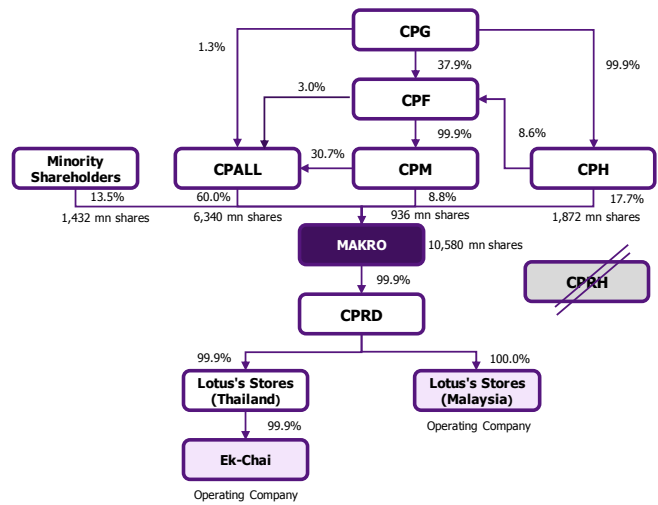 CPG
1.3%
37.9%
99.9%
3.0%
CPF
99.9%
8.6%
Minority
Shareholders
CPALL
30.7%
CPM
CPH
13.5%
60.0%
8.8%
17.7%
1,432 mn shares
6,340 mn shares
936 mn shares
1,872 mn shares
MAKRO
10,580 mn shares
99.9%
CPRH
CPRD
99.9%
100.0%
Lotus's Stores
(Thailand)
Lotus's Stores
(Malaysia)
99.9%
Operating Company
Ek-Chai
Operating Company